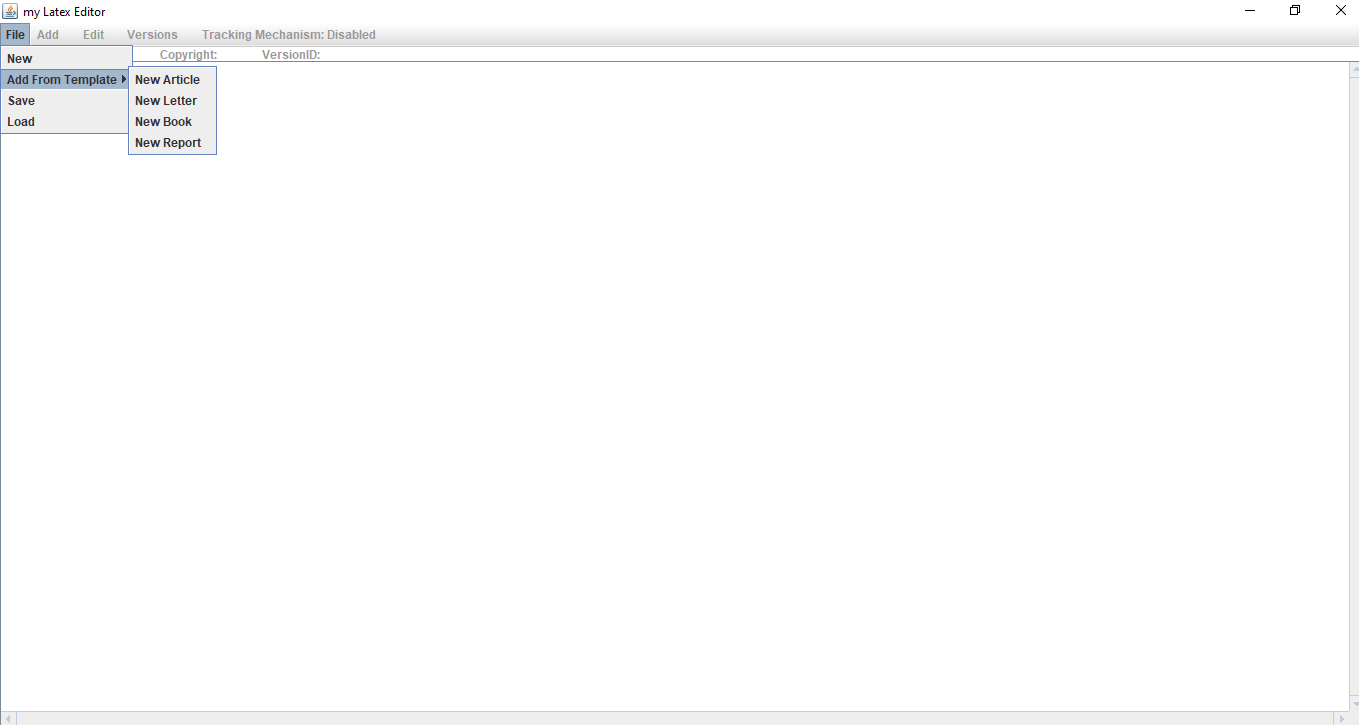 my Latex Editor
File Add Edit Versions Tracking Mechanism: Disabled
Copyright: VersionID:
New
Add From Template
Save
Load
New Article
New Letter
New Book
New Report